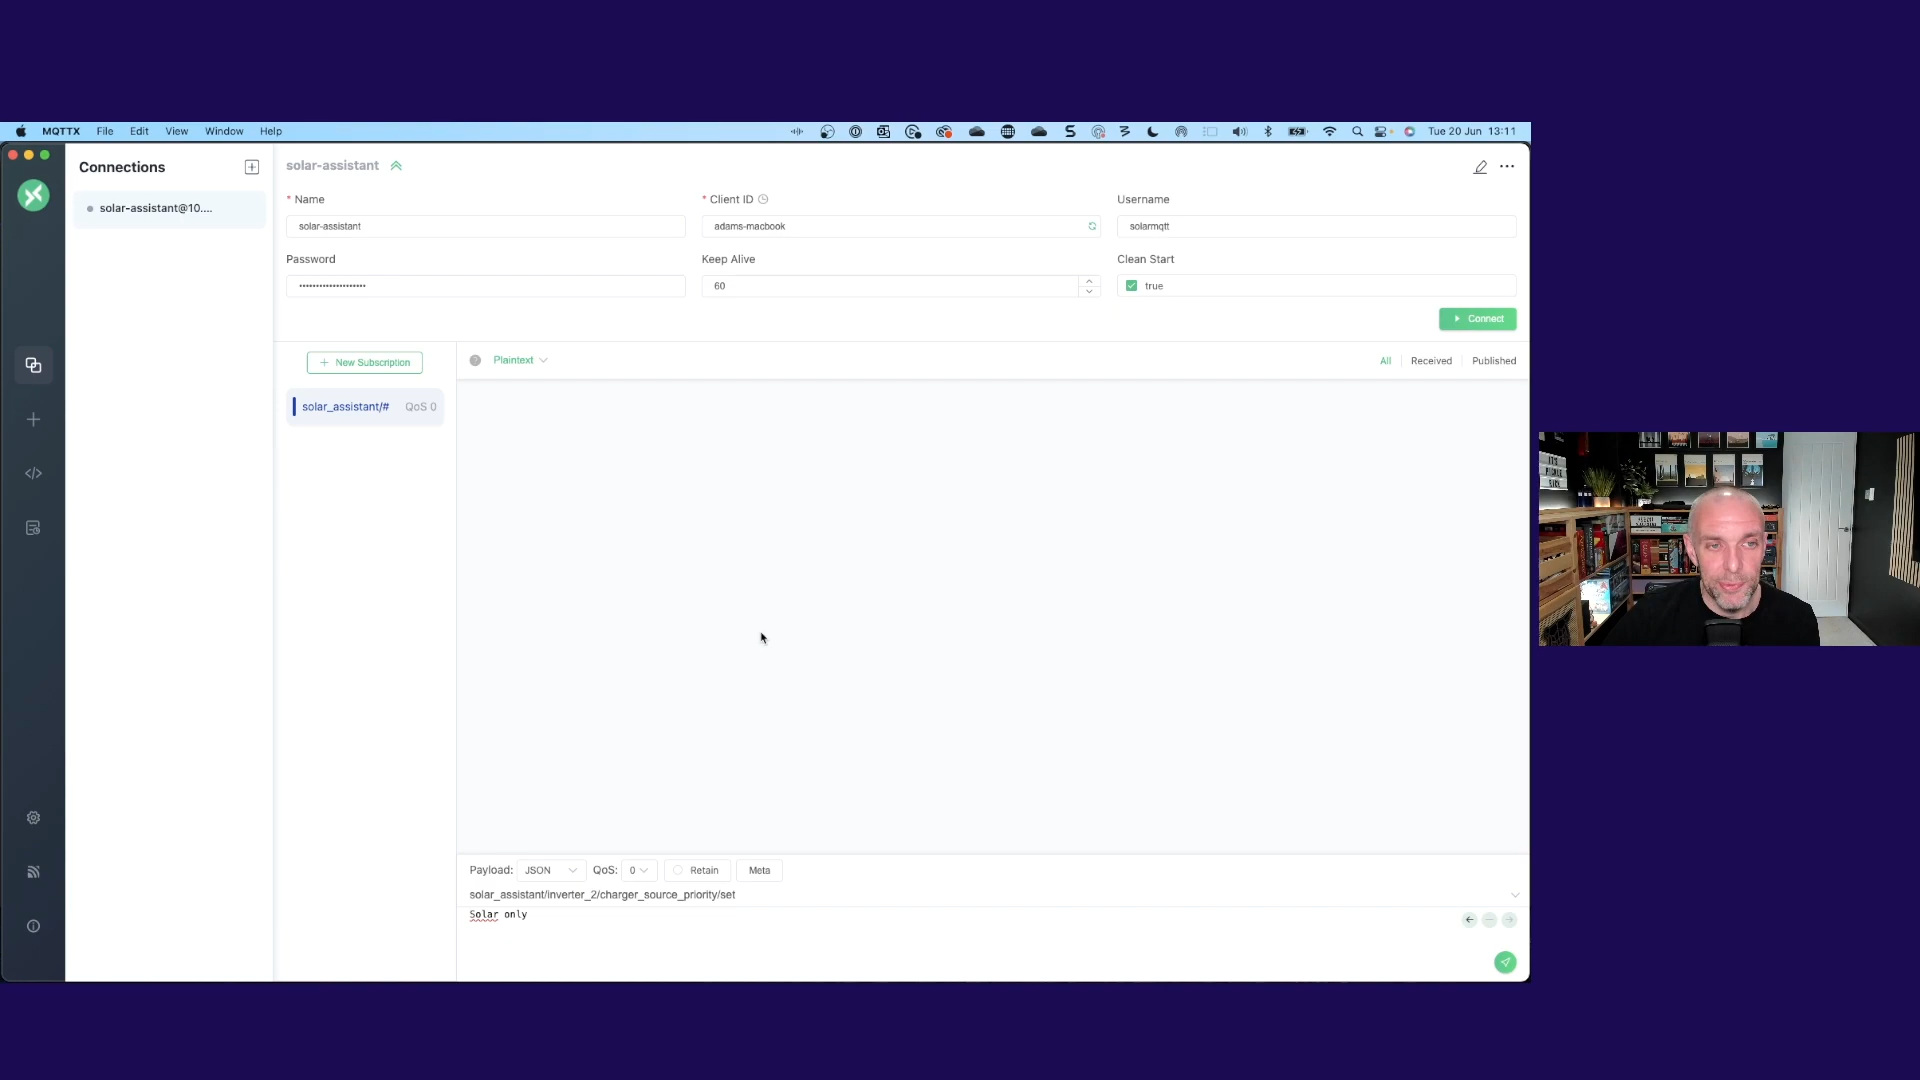 MQTTX File Edit View Window Help Tue 20 Jun 13:11
Connections
solar-assistant@10....
solar-assistant
* Name
solar-assistant
* Client ID
adams-macbook
Username
solarmqtt
Password
Keep Alive
60
Clean Start
true
Connect
+ New Subscription
Plaintext
All Received Published
solar_assistant/# QoS 0
Payload: JSON QoS: 0 Retain Meta
solar_assistant/inverter_2/charger_source_priority/set
Solar only